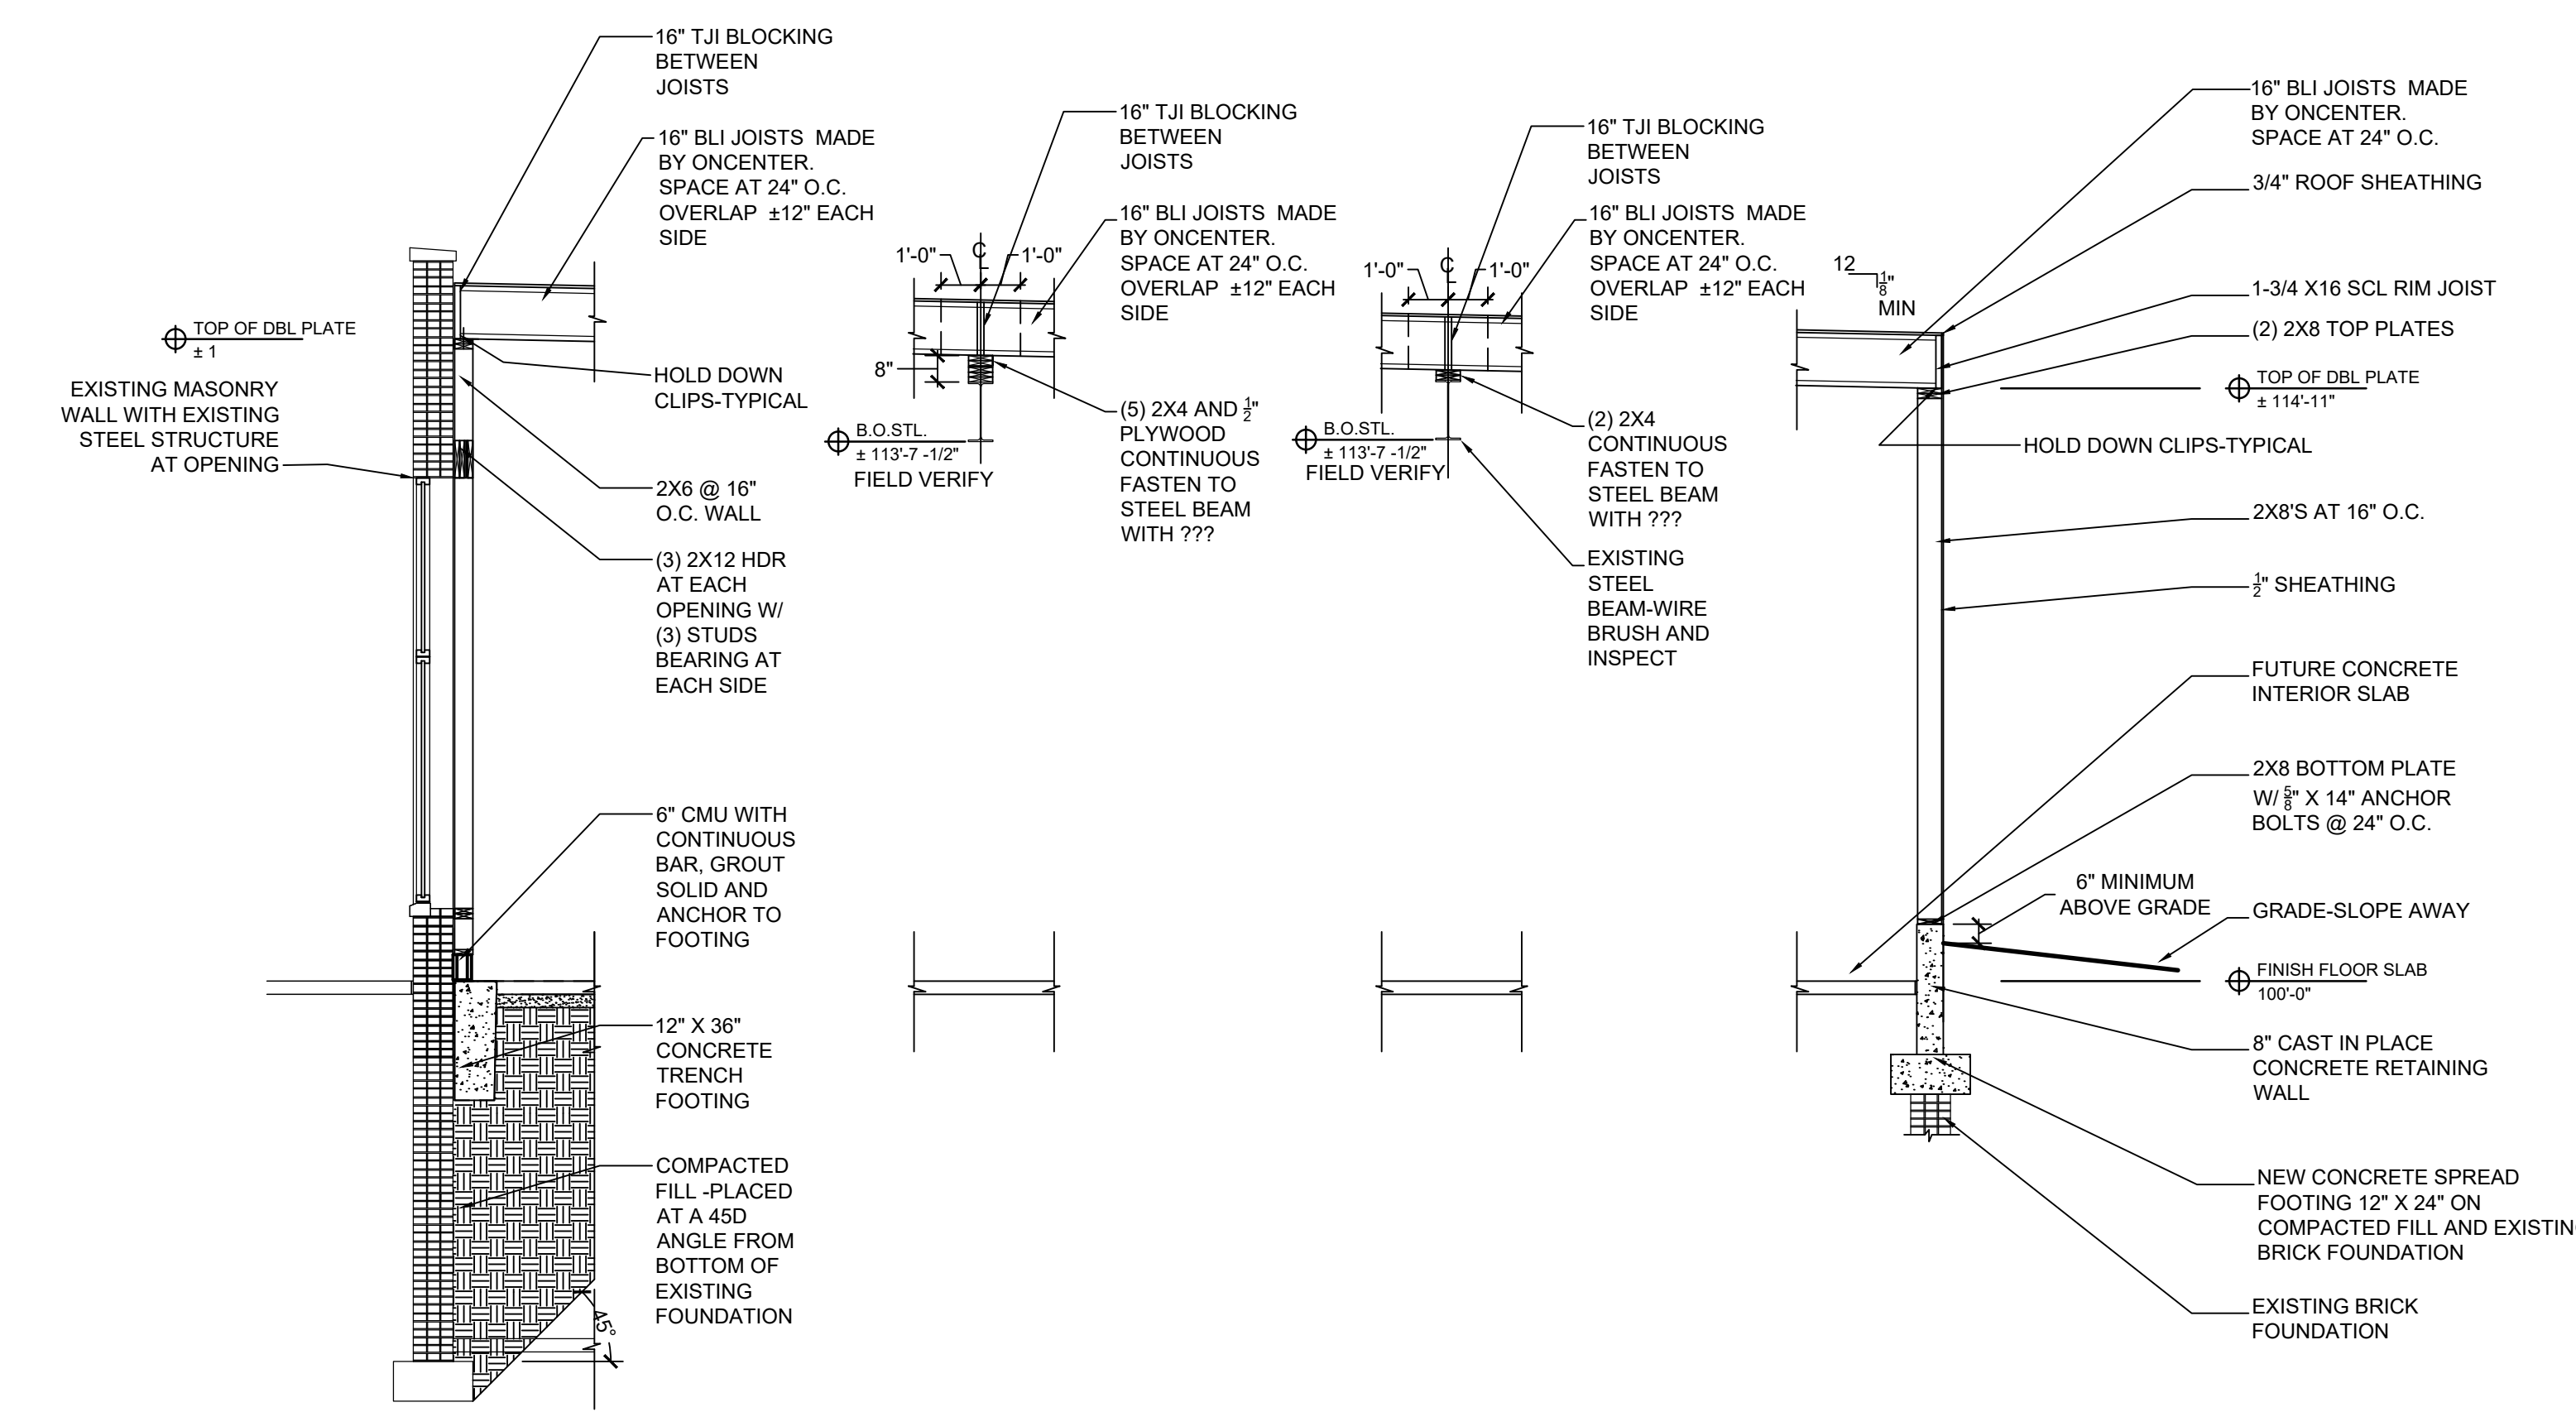 16" TJI BLOCKING
BETWEEN
JOISTS
16" BLI JOISTS MADE
BY ONCENTER.
SPACE AT 24" O.C.
OVERLAP ±12" EACH
SIDE
TOP OF DBL PLATE
± 1
EXISTING MASONRY
WALL WITH EXISTING
STEEL STRUCTURE
AT OPENING
HOLD DOWN
CLIPS-TYPICAL
2X6 @ 16"
O.C. WALL
(3) 2X12 HDR
AT EACH
OPENING W/
(3) STUDS
BEARING AT
EACH SIDE
6" CMU WITH
CONTINUOUS
BAR, GROUT
SOLID AND
ANCHOR TO
FOOTING
12" X 36"
CONCRETE
TRENCH
FOOTING
COMPACTED
FILL -PLACED
AT A 45D
ANGLE FROM
BOTTOM OF
EXISTING
FOUNDATION
45°
16" TJI BLOCKING
BETWEEN
JOISTS
16" BLI JOISTS MADE
BY ONCENTER.
SPACE AT 24" O.C.
OVERLAP ±12" EACH
SIDE
1'-0" CL 1'-0"
8"
B.O.STL.
± 113'-7 -1/2"
FIELD VERIFY
(5) 2X4 AND 1/2"
PLYWOOD
CONTINUOUS
FASTEN TO
STEEL BEAM
WITH ???
16" TJI BLOCKING
BETWEEN
JOISTS
16" BLI JOISTS MADE
BY ONCENTER.
SPACE AT 24" O.C.
OVERLAP ±12" EACH
SIDE
1'-0" CL 1'-0"
B.O.STL.
± 113'-7 -1/2"
FIELD VERIFY
(2) 2X4
CONTINUOUS
FASTEN TO
STEEL BEAM
WITH ???
EXISTING
STEEL
BEAM-WIRE
BRUSH AND
INSPECT
12
1/8"
MIN
16" BLI JOISTS MADE
BY ONCENTER.
SPACE AT 24" O.C.
3/4" ROOF SHEATHING
1-3/4 X16 SCL RIM JOIST
(2) 2X8 TOP PLATES
TOP OF DBL PLATE
± 114'-11"
HOLD DOWN CLIPS-TYPICAL
2X8'S AT 16" O.C.
1/2" SHEATHING
FUTURE CONCRETE
INTERIOR SLAB
2X8 BOTTOM PLATE
W/ 5/8" X 14" ANCHOR
BOLTS @ 24" O.C.
6" MINIMUM
ABOVE GRADE
GRADE-SLOPE AWAY
FINISH FLOOR SLAB
100'-0"
8" CAST IN PLACE
CONCRETE RETAINING
WALL
NEW CONCRETE SPREAD
FOOTING 12" X 24" ON
COMPACTED FILL AND EXISTIN
BRICK FOUNDATION
EXISTING BRICK
FOUNDATION